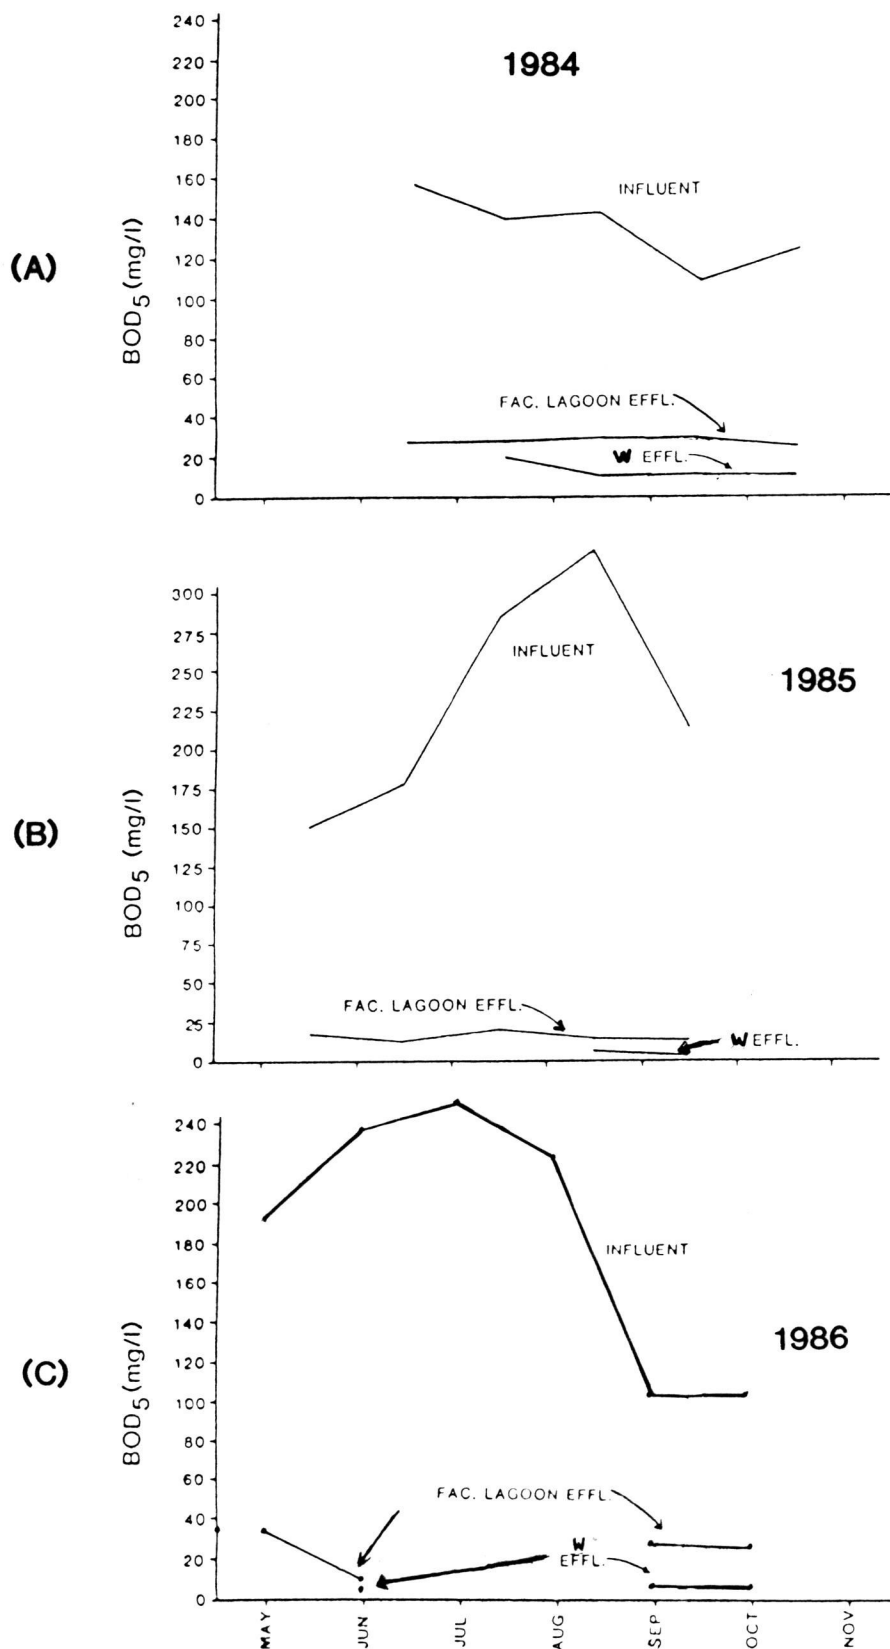 (A)
1984
BOD5 (mg/l)
240
220
200
180
160
140
120
100
80
60
40
20
0
INFLUENT
FAC. LAGOON EFFL.
W EFFL.
(B)
1985
BOD5 (mg/l)
300
275
250
225
200
175
150
125
100
75
50
25
0
INFLUENT
FAC. LAGOON EFFL.
W EFFL.
(C)
1986
BOD5 (mg/l)
240
220
200
180
160
140
120
100
80
60
40
20
0
INFLUENT
FAC. LAGOON EFFL.
W
EFFL.
MAY
JUN
JUL
AUG
SEP
OCT
NOV